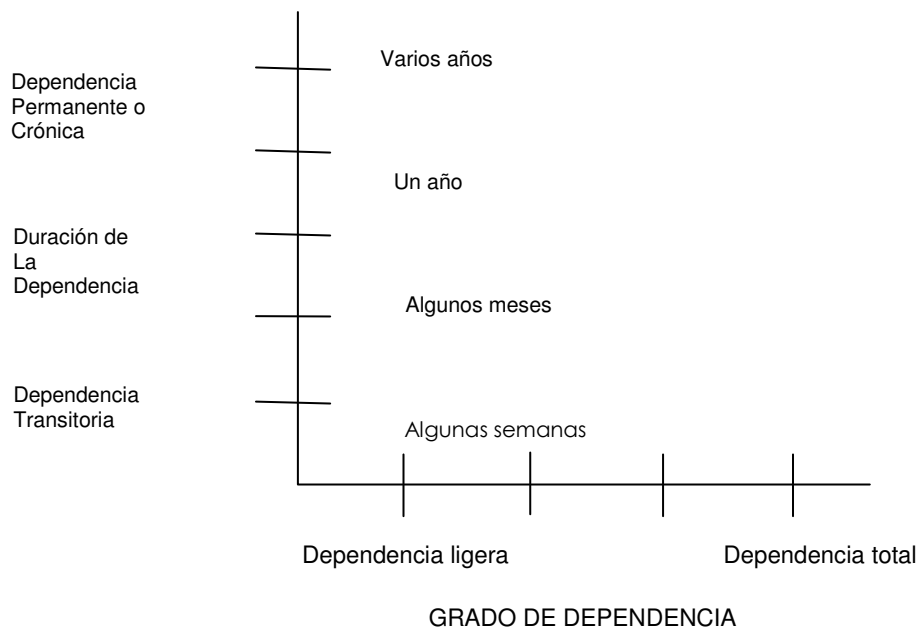 Varios años
Dependencia
Permanente o
Crónica
Un año
Duración de
La
Dependencia
Algunos meses
Dependencia
Transitoria
Algunas semanas
Dependencia ligera
Dependencia total
GRADO DE DEPENDENCIA